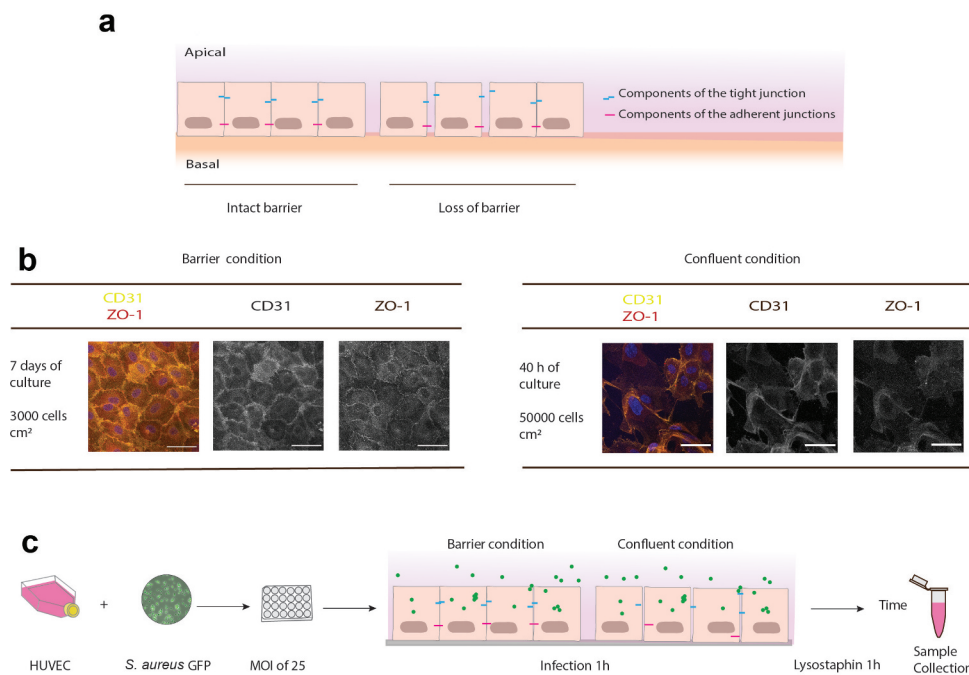 a
Apical
Components of the tight junction
Components of the adherent junctions
Basal
Intact barrier
Loss of barrier
b
Barrier condition
CD31
ZO-1
CD31
ZO-1
7 days of
culture
3000 cells
cm²
Confluent condition
CD31
ZO-1
CD31
ZO-1
40 h of
culture
50000 cells
cm²
c
Barrier condition
Confluent condition
+
Time
HUVEC
S. aureus GFP
MOI of 25
Infection 1h
Lysostaphin 1h
Sample
Collection